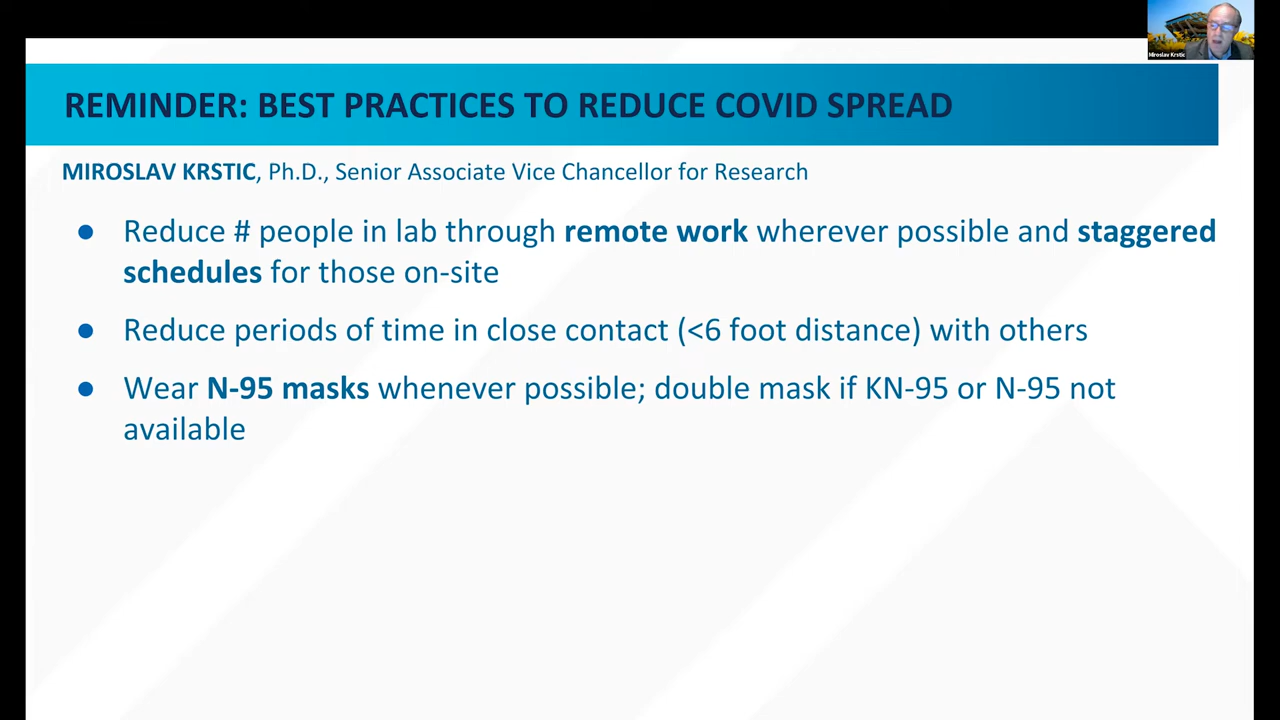 Miroslav Krstic
REMINDER: BEST PRACTICES TO REDUCE COVID SPREAD
MIROSLAV KRSTIC, Ph.D., Senior Associate Vice Chancellor for Research
● Reduce # people in lab through remote work wherever possible and staggered
schedules for those on-site
● Reduce periods of time in close contact (<6 foot distance) with others
● Wear N-95 masks whenever possible; double mask if KN-95 or N-95 not
available